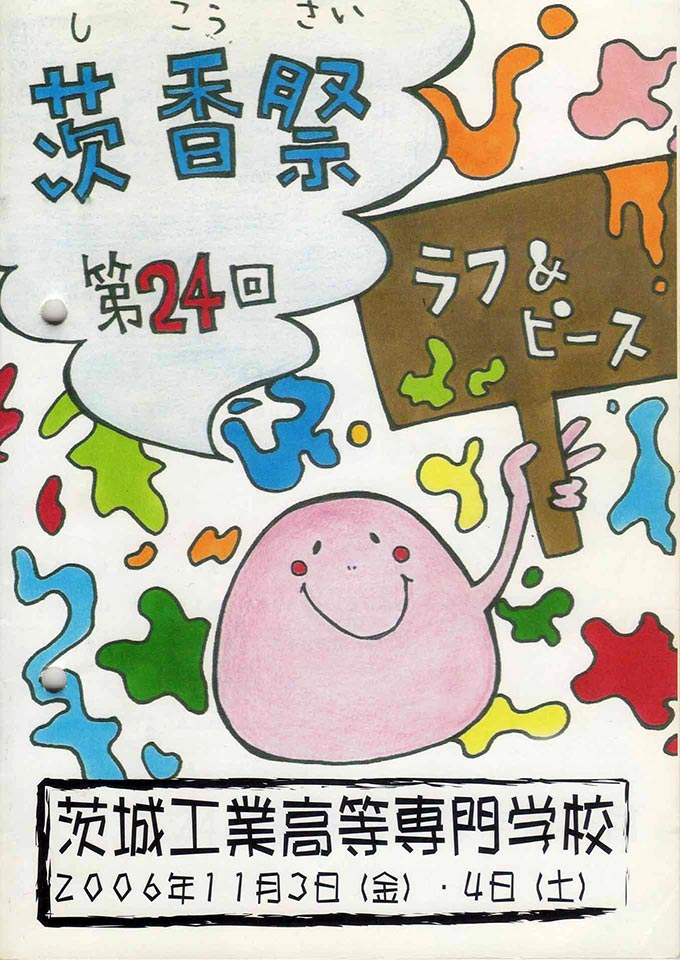 しこうさい
茨香祭
第24回
ラフ&
ピース
茨城工業高等専門学校
2006年11月3日(金)・4日(土)